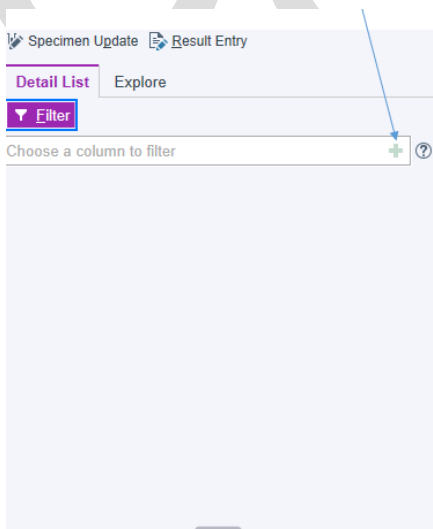 Specimen Update Result Entry
Detail List Explore
Filter
Choose a column to filter